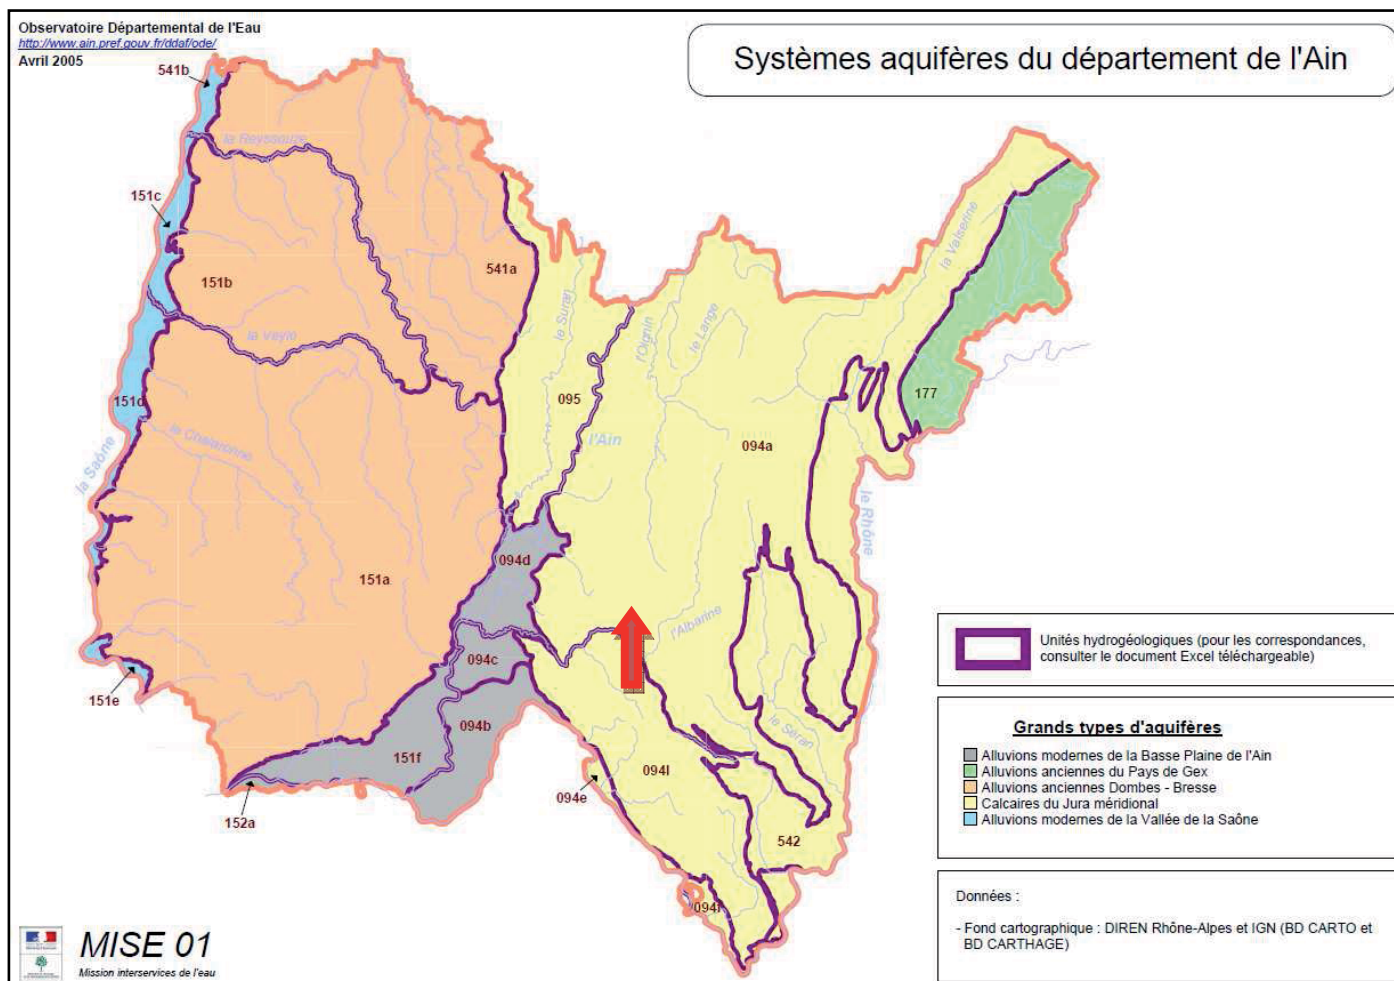 Observatoire Départemental de l'Eau
http://www.ain.pref.gouv.fr/ddaf/ode/
Avril 2005
Systèmes aquifères du département de l'Ain
541b
la Reyssouze
151c
151b
541a
la Veyle
151d
la Saône
la Chalaronne
151a
151e
152a
151f
094b
094c
094d
095
le Suran
l'Ain
l'Oignin
le Lange
la Valserine
177
094a
le Rhône
l'Albarine
le Séran
094l
094e
542
094f
Unités hydrogéologiques (pour les correspondances,
consulter le document Excel téléchargeable)
Grands types d'aquifères
Alluvions modernes de la Basse Plaine de l'Ain
Alluvions anciennes du Pays de Gex
Alluvions anciennes Dombes - Bresse
Calcaires du Jura méridional
Alluvions modernes de la Vallée de la Saône
Données :
- Fond cartographique : DIREN Rhône-Alpes et IGN (BD CARTO et
BD CARTHAGE)
MISE 01
Mission interservices de l'eau